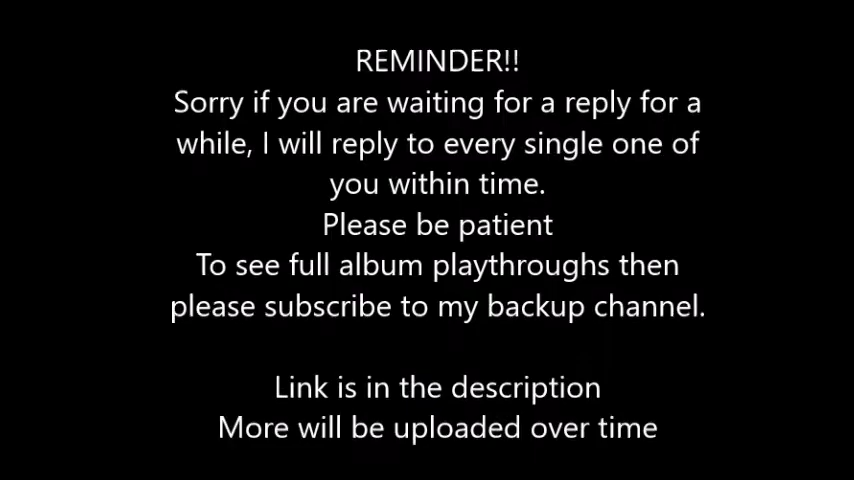 REMINDER!!
Sorry if you are waiting for a reply for a
while, I will reply to every single one of
you within time.
Please be patient
To see full album playthroughs then
please subscribe to my backup channel.
Link is in the description
More will be uploaded over time